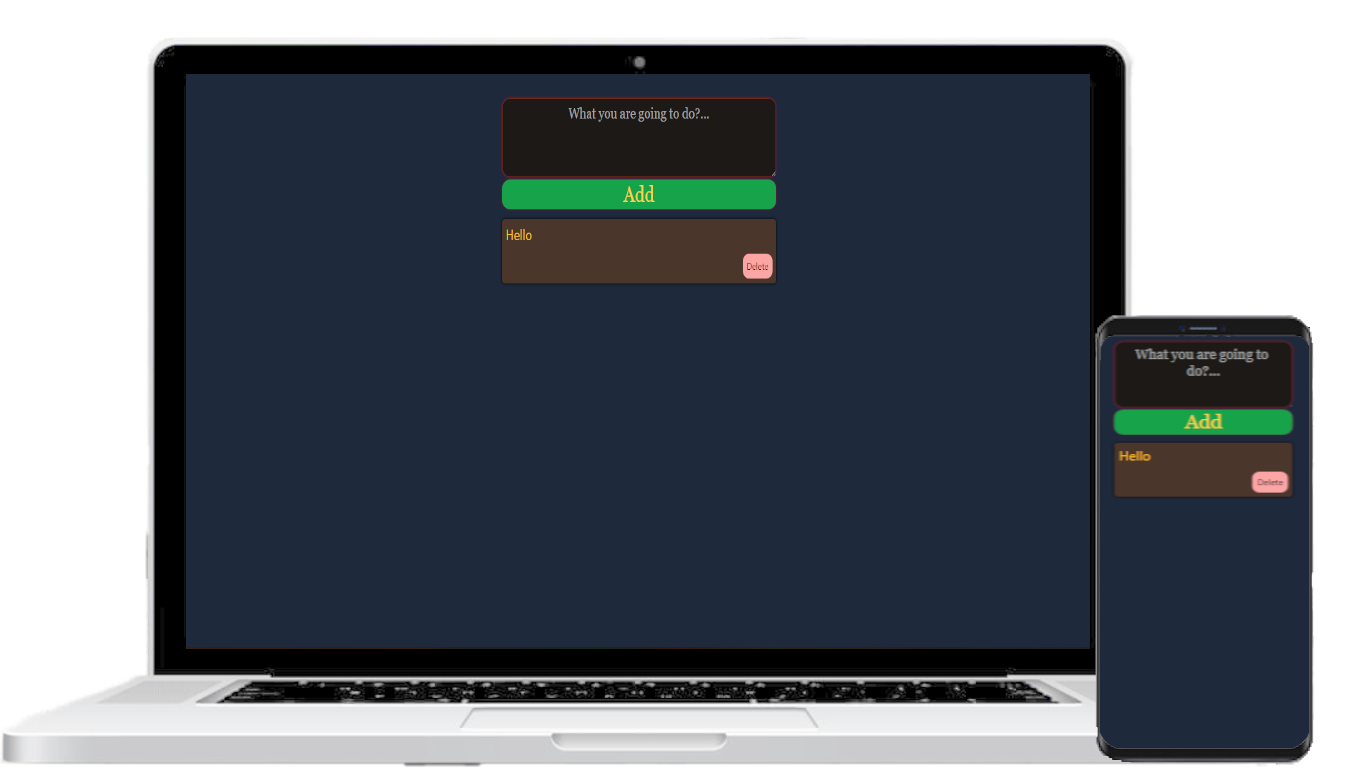 What you are going to do?...
Add
Hello
Delete
What you are going to
do?...
Add
Hello
Delete